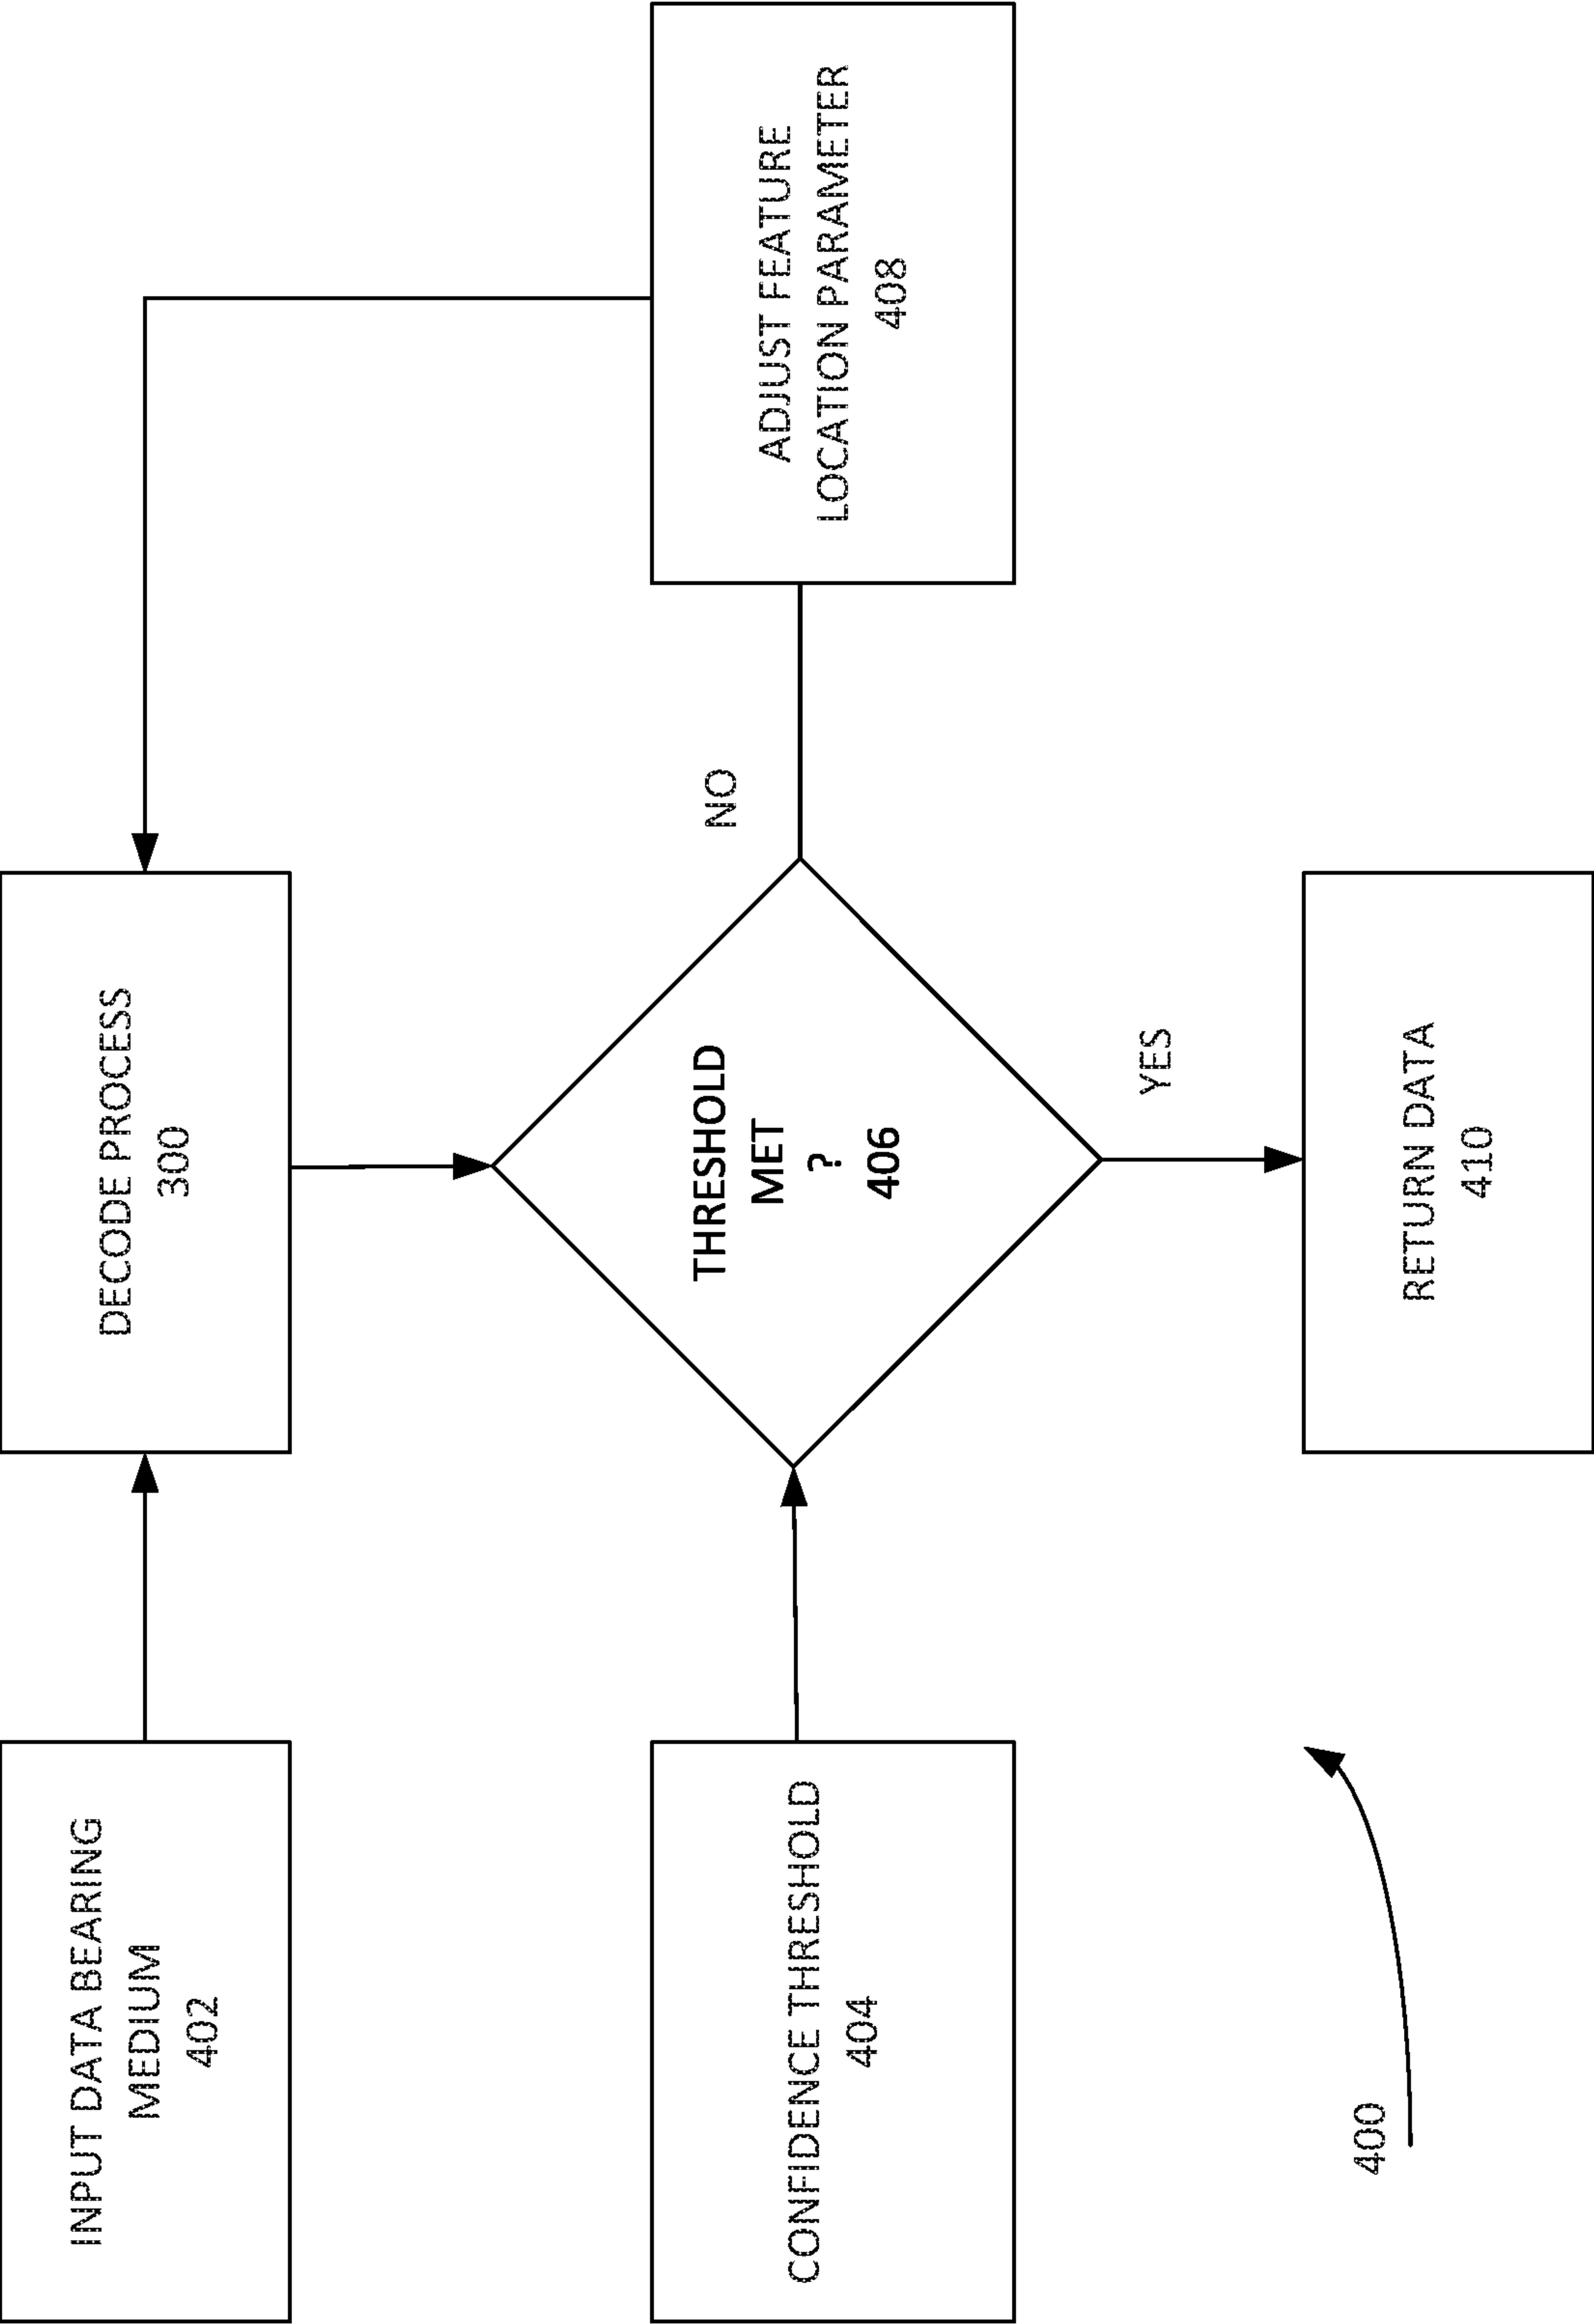 INPUT DATA BEARING
MEDIUM
402
DECODE PROCESS
300
CONFIDENCE THRESHOLD
404
THRESHOLD
MET
?
406
NO
ADJUST FEATURE
LOCATION PARAMETER
408
YES
RETURN DATA
410
400